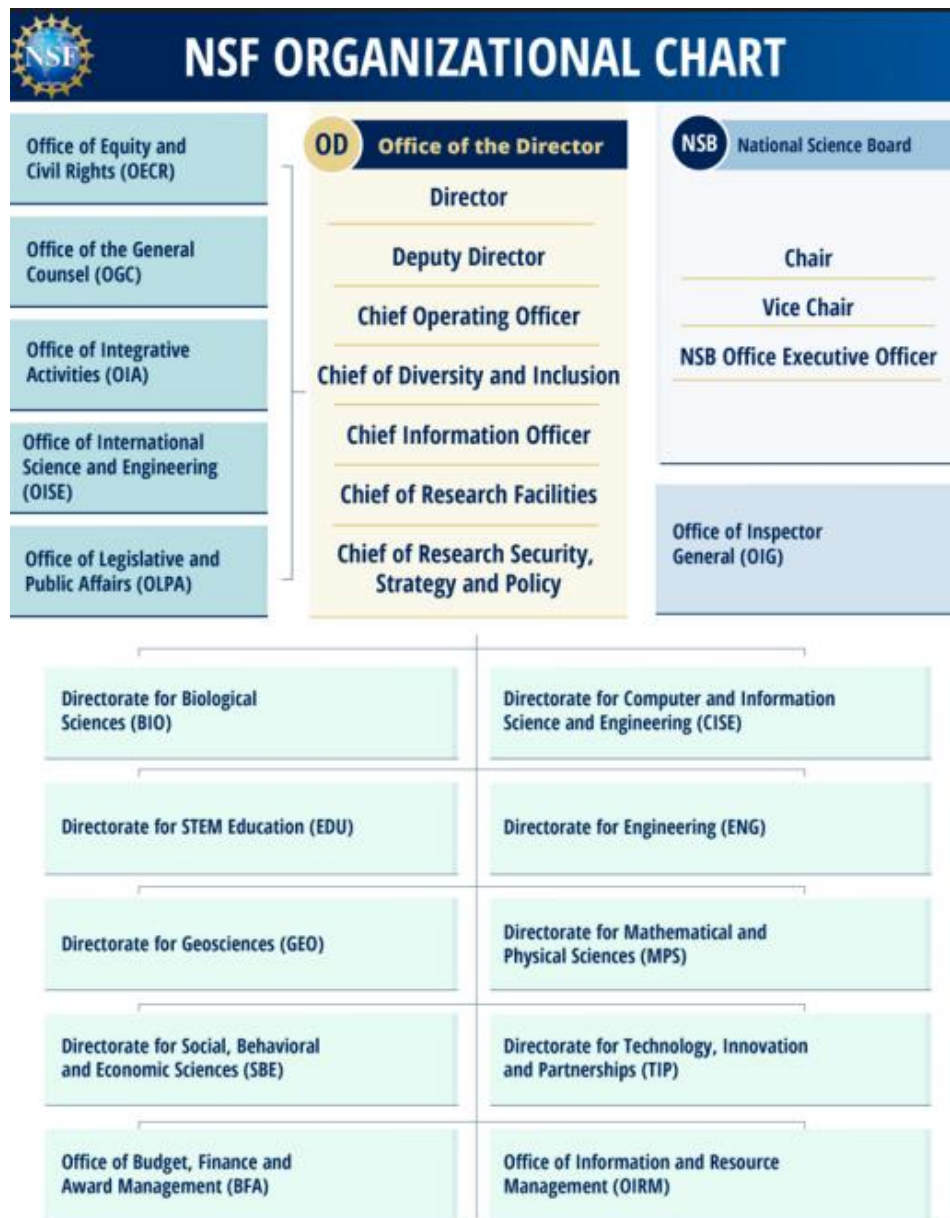 NSF
NSF ORGANIZATIONAL CHART
Office of Equity and
Civil Rights (OECR)
Office of the General
Counsel (OGC)
Office of Integrative
Activities (OIA)
Office of International
Science and Engineering
(OISE)
Office of Legislative and
Public Affairs (OLPA)
OD
Office of the Director
Director
Deputy Director
Chief Operating Officer
Chief of Diversity and Inclusion
Chief Information Officer
Chief of Research Facilities
Chief of Research Security,
Strategy and Policy
NSB
National Science Board
Chair
Vice Chair
NSB Office Executive Officer
Office of Inspector
General (OIG)
Directorate for Biological
Sciences (BIO)
Directorate for Computer and Information
Science and Engineering (CISE)
Directorate for STEM Education (EDU)
Directorate for Engineering (ENG)
Directorate for Geosciences (GEO)
Directorate for Mathematical and
Physical Sciences (MPS)
Directorate for Social, Behavioral
and Economic Sciences (SBE)
Directorate for Technology, Innovation
and Partnerships (TIP)
Office of Budget, Finance and
Award Management (BFA)
Office of Information and Resource
Management (OIRM)